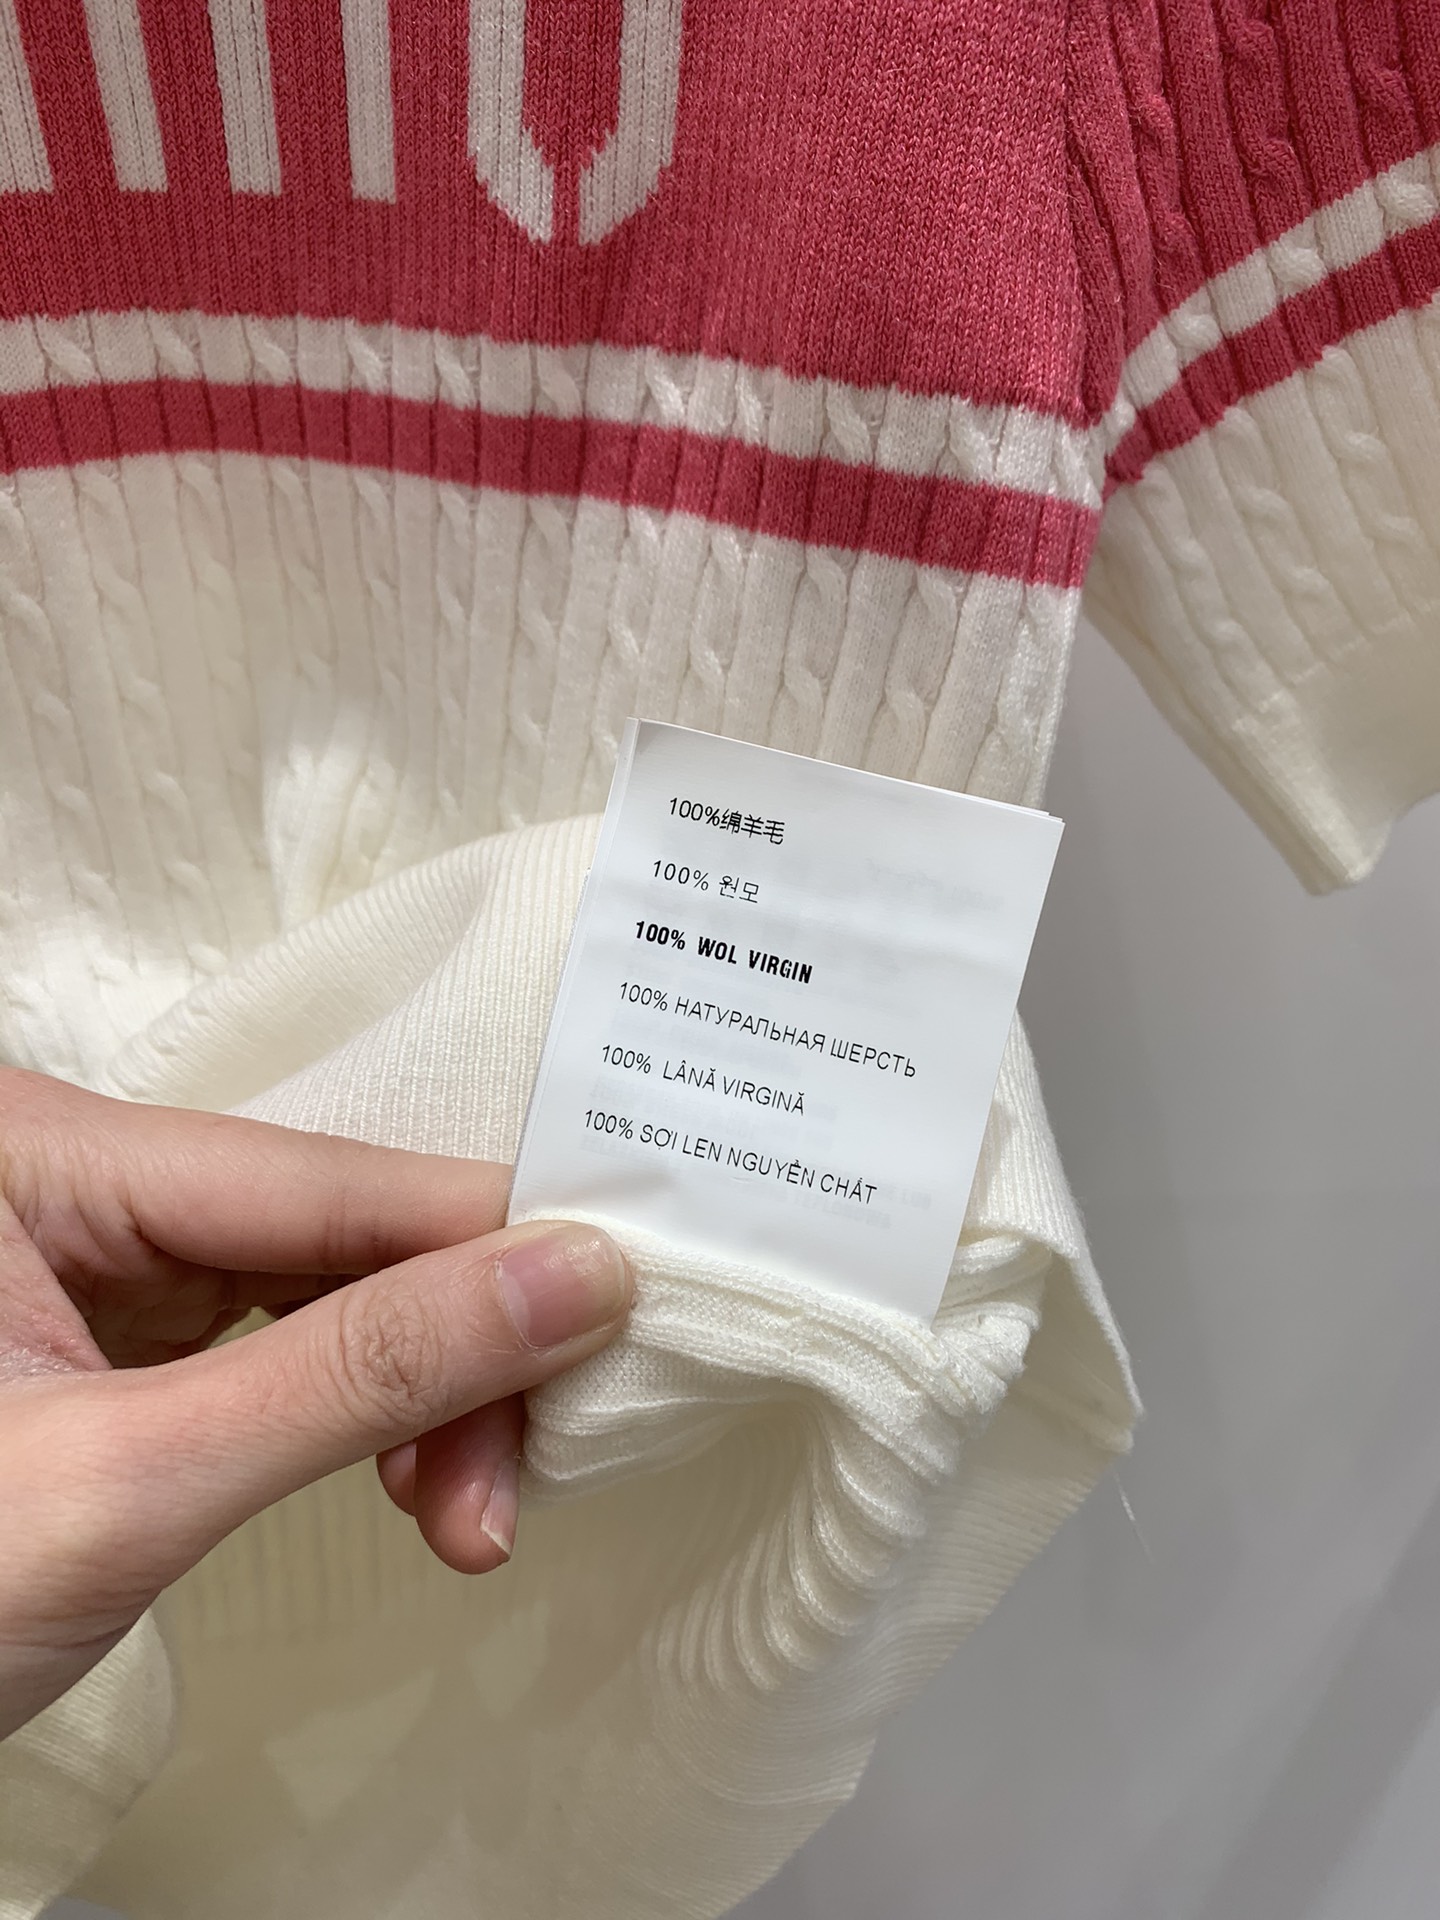 100%绵羊毛
100% 원모
100% WOL VIRGIN
100% НАТУРАЛЬНАЯ ШЕРСТЬ
100% LÂNĂ VIRGINĂ
100% SỢI LEN NGUYÊN CHẤT